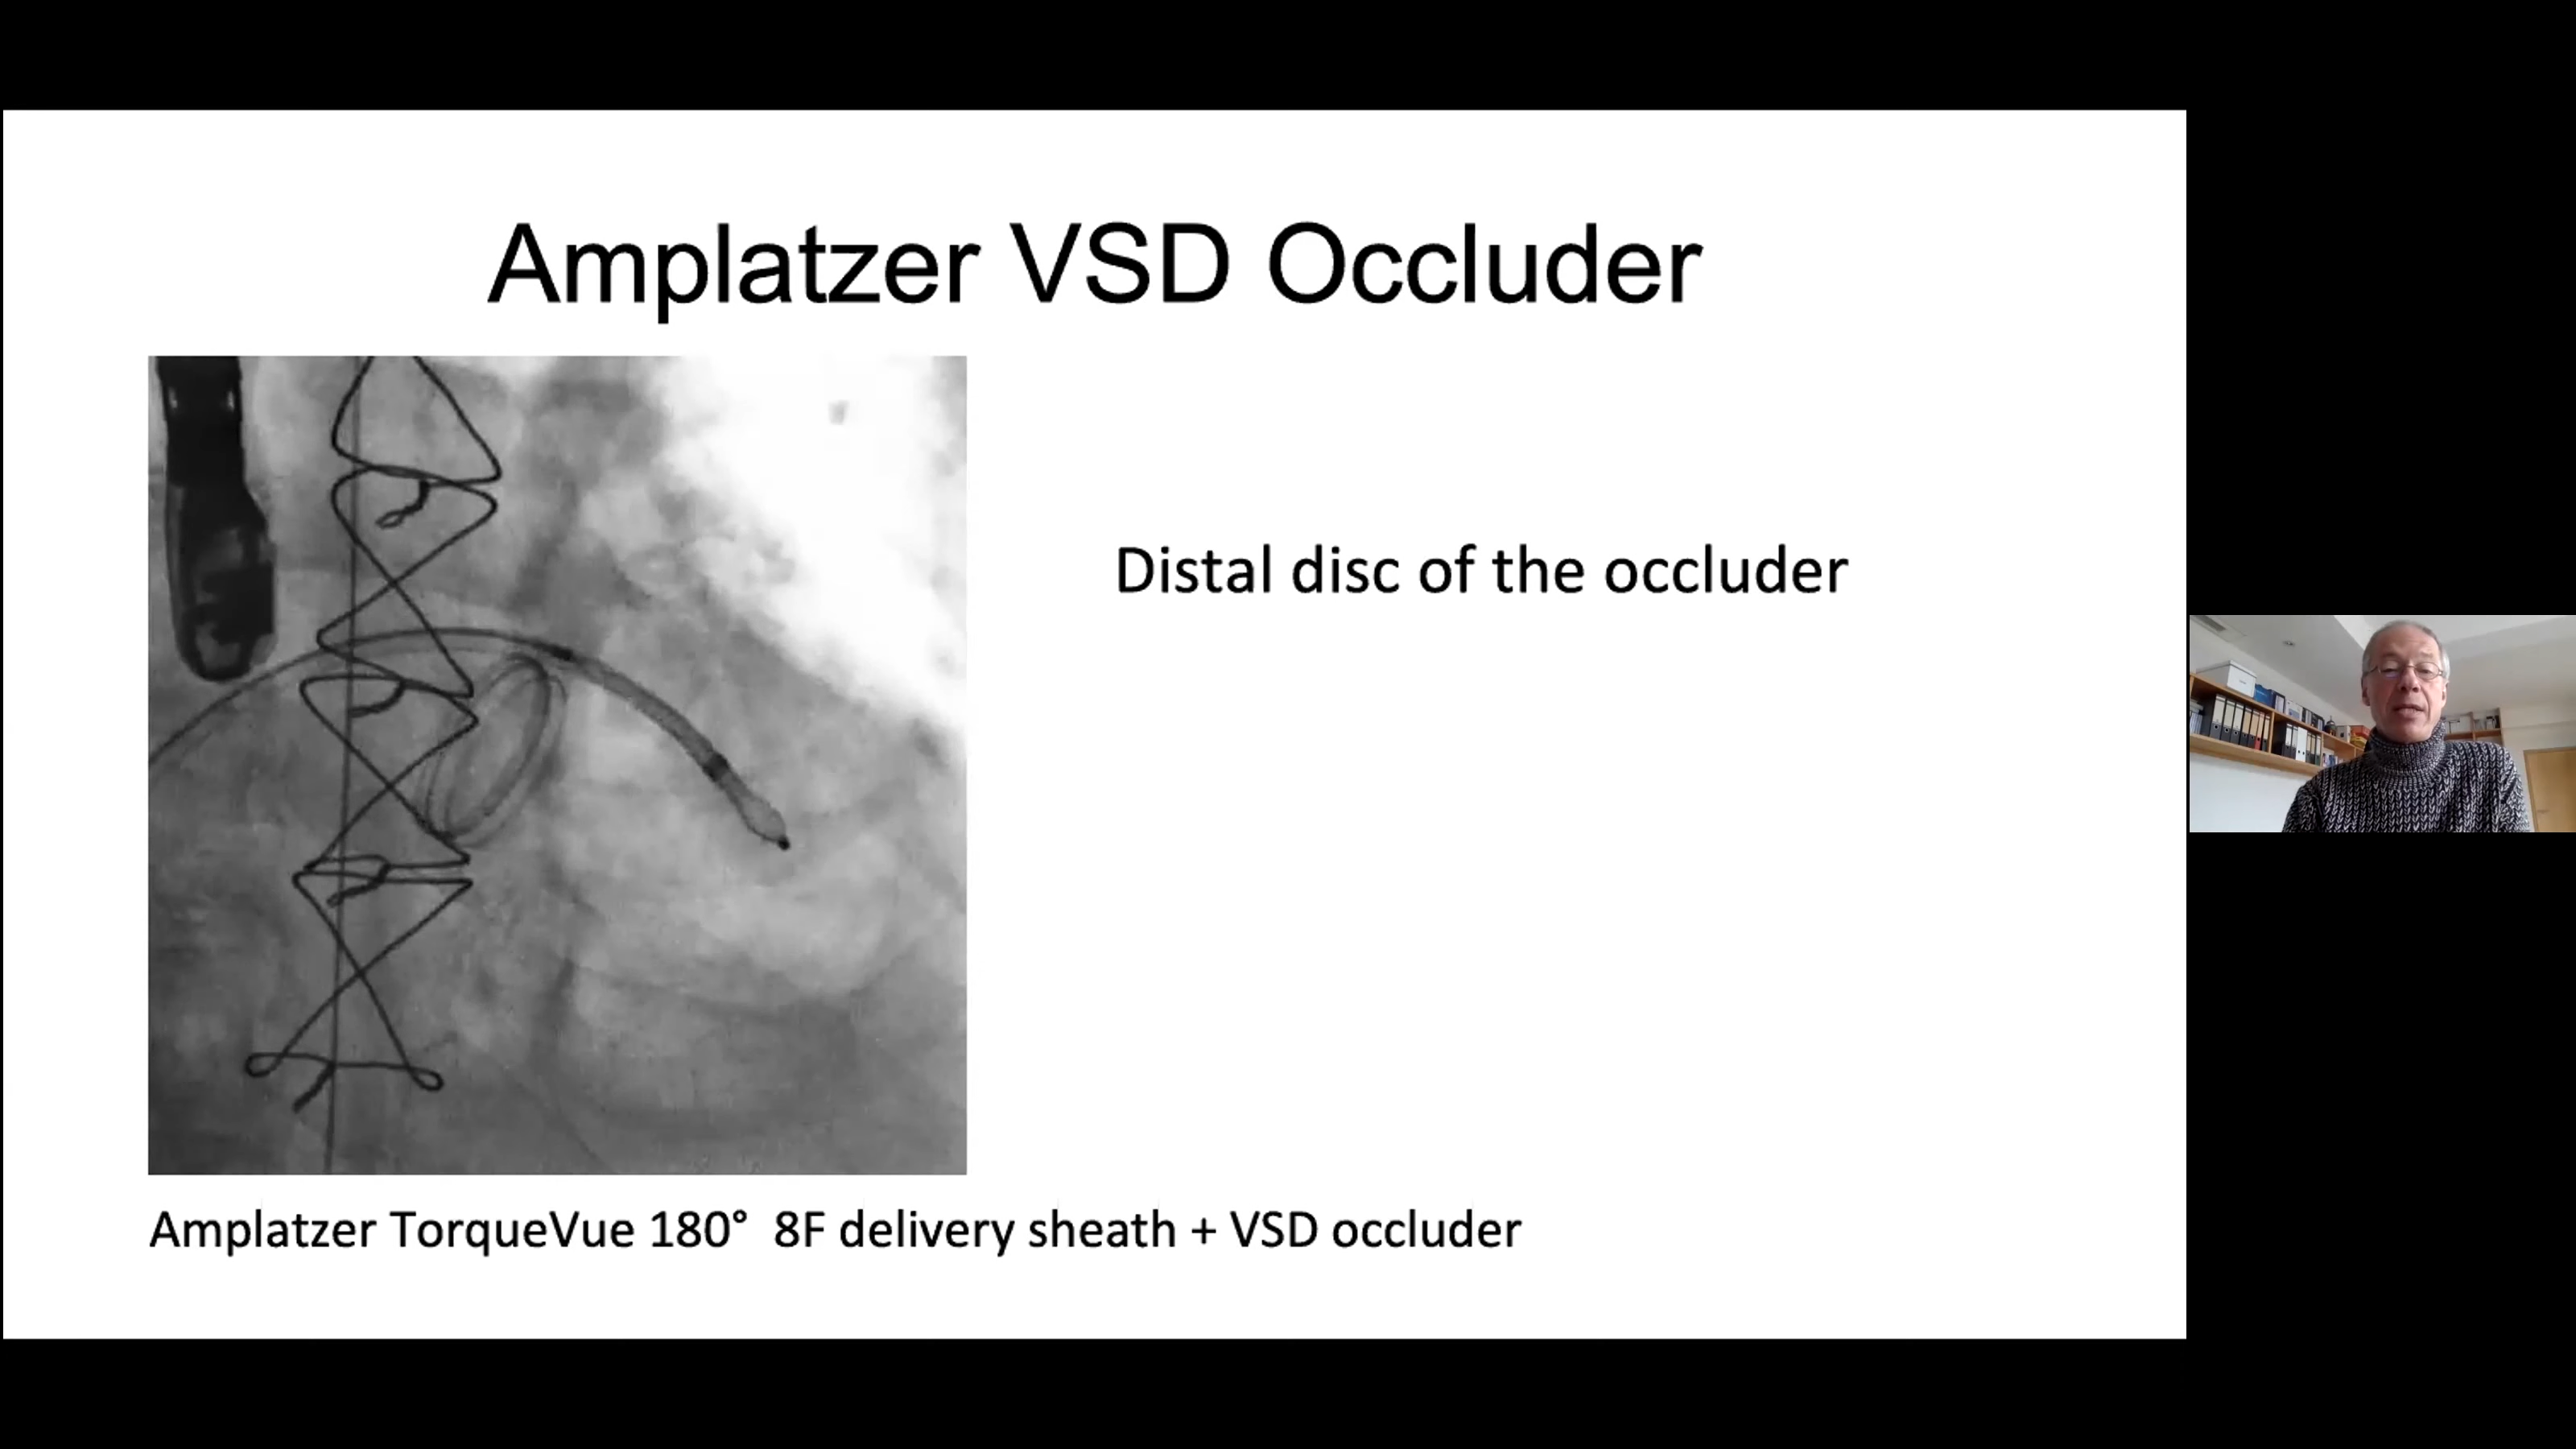 Amplatzer VSD Occluder
Distal disc of the occluder
Amplatzer TorqueVue 180° 8F delivery sheath + VSD occluder